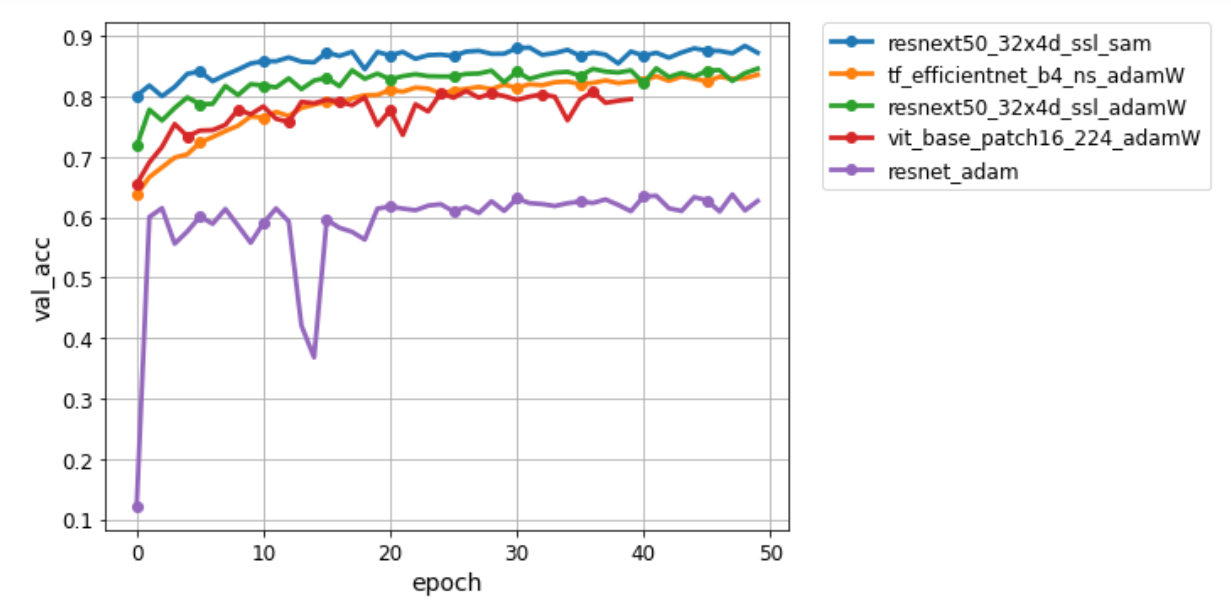 0.9
0.8
0.7
0.6
0.5
0.4
0.3
0.2
0.1
val_acc
0 10 20 30 40 50
epoch
resnext50_32x4d_ssl_sam
tf_efficientnet_b4_ns_adamW
resnext50_32x4d_ssl_adamW
vit_base_patch16_224_adamW
resnet_adam